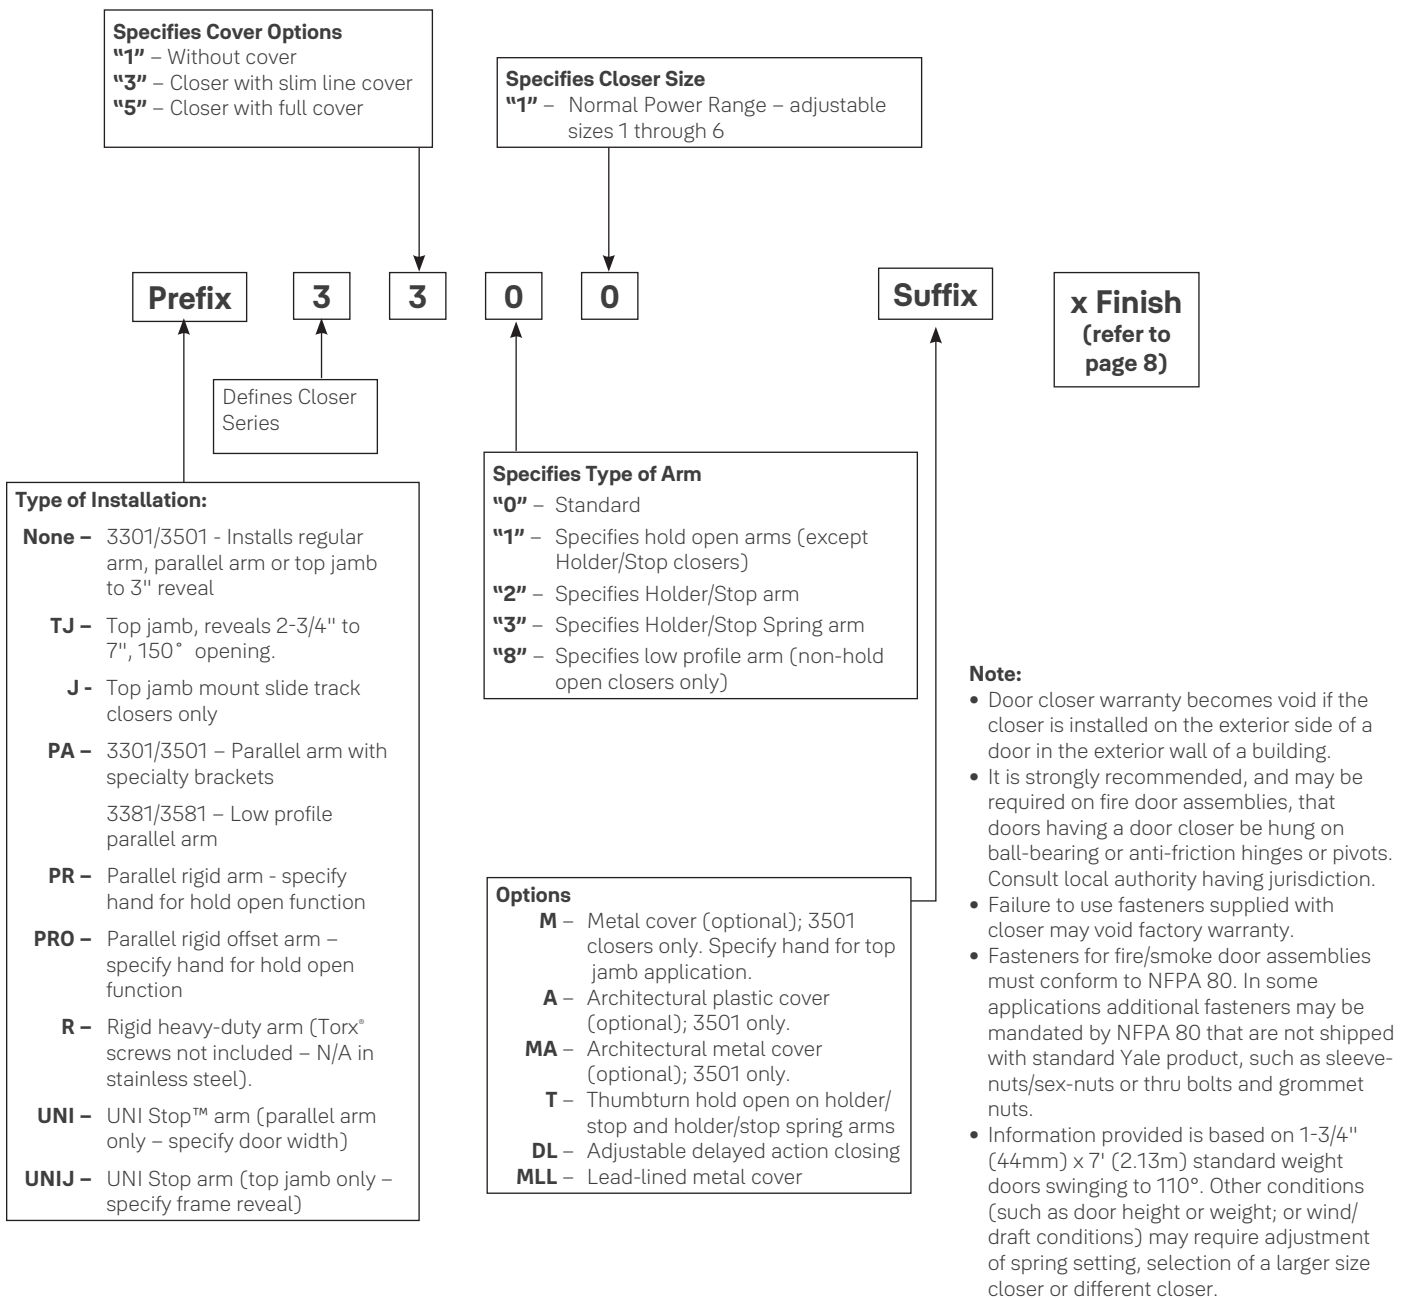 Specifies Cover Options
“1” – Without cover
“3” – Closer with slim line cover
“5” – Closer with full cover
Specifies Closer Size
“1” – Normal Power Range – adjustable
sizes 1 through 6
Prefix 3 3 0 0 Suffix
x Finish
(refer to
page 8)
Defines Closer
Series
Type of Installation:
None – 3301/3501 - Installs regular
arm, parallel arm or top jamb
to 3" reveal
TJ – Top jamb, reveals 2-3/4" to
7", 150˚ opening.
J - Top jamb mount slide track
closers only
PA – 3301/3501 – Parallel arm with
specialty brackets
3381/3581 – Low profile
parallel arm
PR – Parallel rigid arm - specify
hand for hold open function
PRO – Parallel rigid offset arm –
specify hand for hold open
function
R – Rigid heavy-duty arm (Torx®
screws not included – N/A in
stainless steel).
UNI – UNI Stop™ arm (parallel arm
only – specify door width)
UNIJ – UNI Stop arm (top jamb only –
specify frame reveal)
Specifies Type of Arm
“0” – Standard
“1” – Specifies hold open arms (except
Holder/Stop closers)
“2” – Specifies Holder/Stop arm
“3” – Specifies Holder/Stop Spring arm
“8” – Specifies low profile arm (non-hold
open closers only)
Options
M – Metal cover (optional); 3501
closers only. Specify hand for top
jamb application.
A – Architectural plastic cover
(optional); 3501 only.
MA – Architectural metal cover
(optional); 3501 only.
T – Thumbturn hold open on holder/
stop and holder/stop spring arms
DL – Adjustable delayed action closing
MLL – Lead-lined metal cover
Note:
• Door closer warranty becomes void if the
closer is installed on the exterior side of a
door in the exterior wall of a building.
• It is strongly recommended, and may be
required on fire door assemblies, that
doors having a door closer be hung on
ball-bearing or anti-friction hinges or pivots.
Consult local authority having jurisdiction.
• Failure to use fasteners supplied with
closer may void factory warranty.
• Fasteners for fire/smoke door assemblies
must conform to NFPA 80. In some
applications additional fasteners may be
mandated by NFPA 80 that are not shipped
with standard Yale product, such as sleeve-
nuts/sex-nuts or thru bolts and grommet
nuts.
• Information provided is based on 1-3/4"
(44mm) x 7' (2.13m) standard weight
doors swinging to 110°. Other conditions
(such as door height or weight; or wind/
draft conditions) may require adjustment
of spring setting, selection of a larger size
closer or different closer.